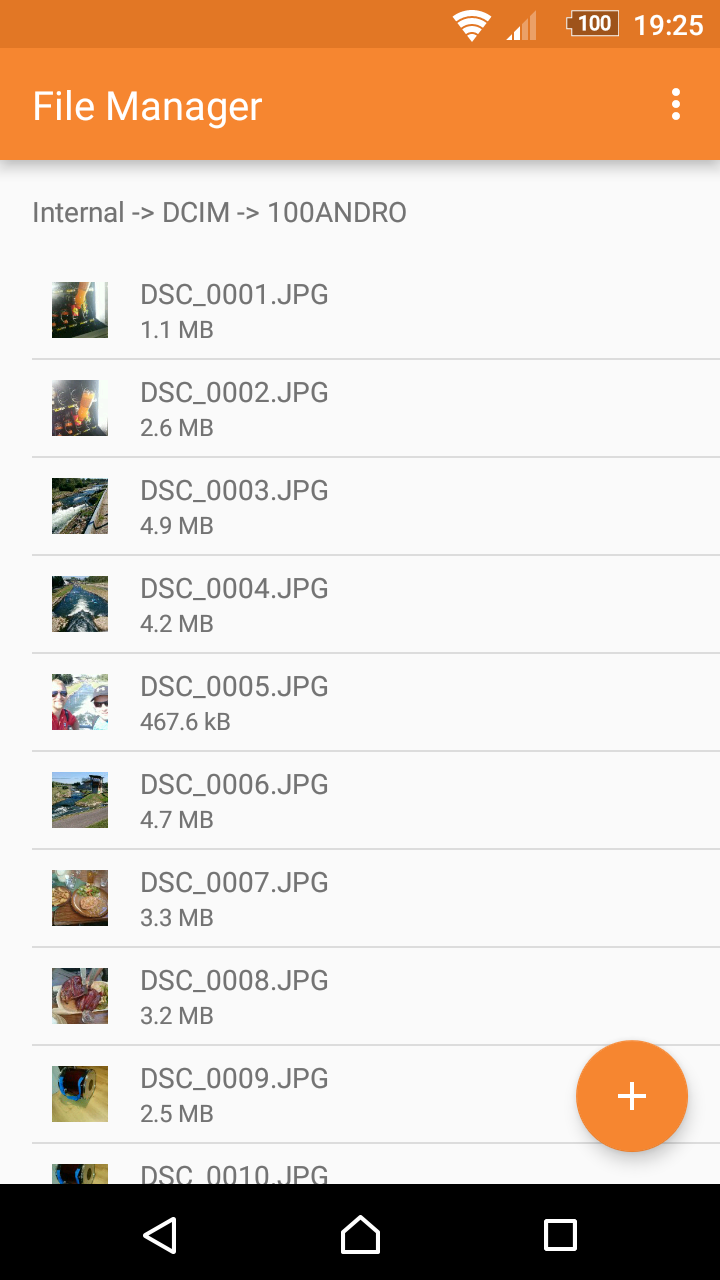 100 19:25
File Manager
Internal -> DCIM -> 100ANDRO
DSC_0001.JPG
1.1 MB
DSC_0002.JPG
2.6 MB
DSC_0003.JPG
4.9 MB
DSC_0004.JPG
4.2 MB
DSC_0005.JPG
467.6 kB
DSC_0006.JPG
4.7 MB
DSC_0007.JPG
3.3 MB
DSC_0008.JPG
3.2 MB
DSC_0009.JPG
2.5 MB
DSC_0010.JPG